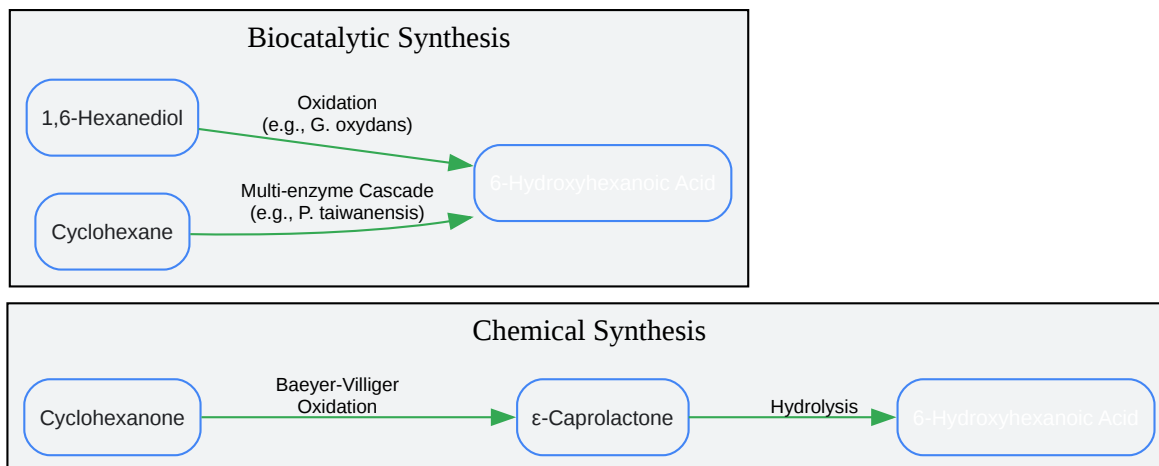 Biocatalytic Synthesis
1,6-Hexanediol
Oxidation
(e.g., G. oxydans)
6-Hydroxyhexanoic Acid
Multi-enzyme Cascade
(e.g., P. taiwanensis)
Cyclohexane
Chemical Synthesis
Cyclohexanone
Baeyer-Villiger
Oxidation
ε-Caprolactone
Hydrolysis
6-Hydroxyhexanoic Acid